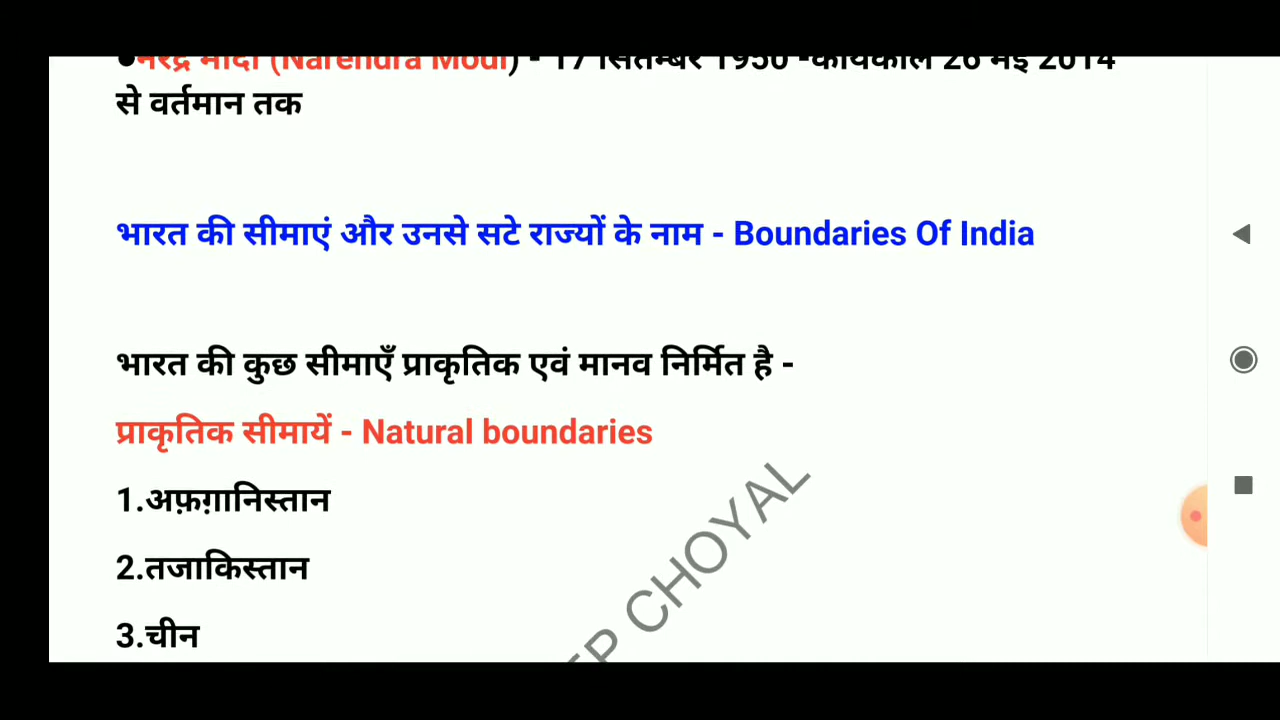 ●नरेंद्र मोदी (Narendra Modi) - 17 सितम्बर 1950 -कार्यकाल 26 मई 2014
से वर्तमान तक
भारत की सीमाएं और उनसे सटे राज्यों के नाम - Boundaries Of India
भारत की कुछ सीमाएँ प्राकृतिक एवं मानव निर्मित है -
प्राकृतिक सीमायें - Natural boundaries
1.अफ़ग़ानिस्तान
2.तजाकिस्तान
3.चीन
CHOYAL